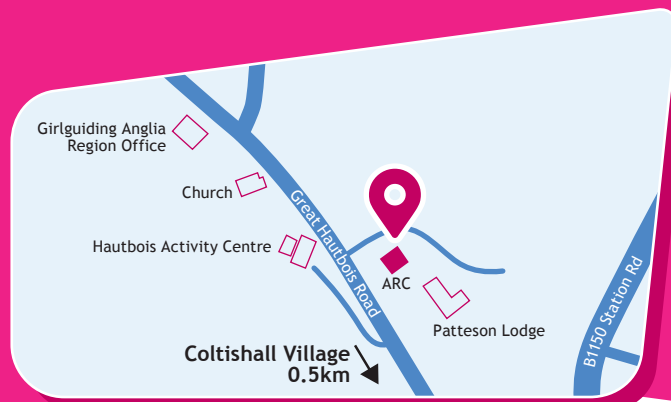 Girlguiding Anglia
Region Office
Church
Great Hautbois Road
Hautbois Activity Centre
ARC
Patteson Lodge
B1150 Station Rd
Coltishall Village
0.5km